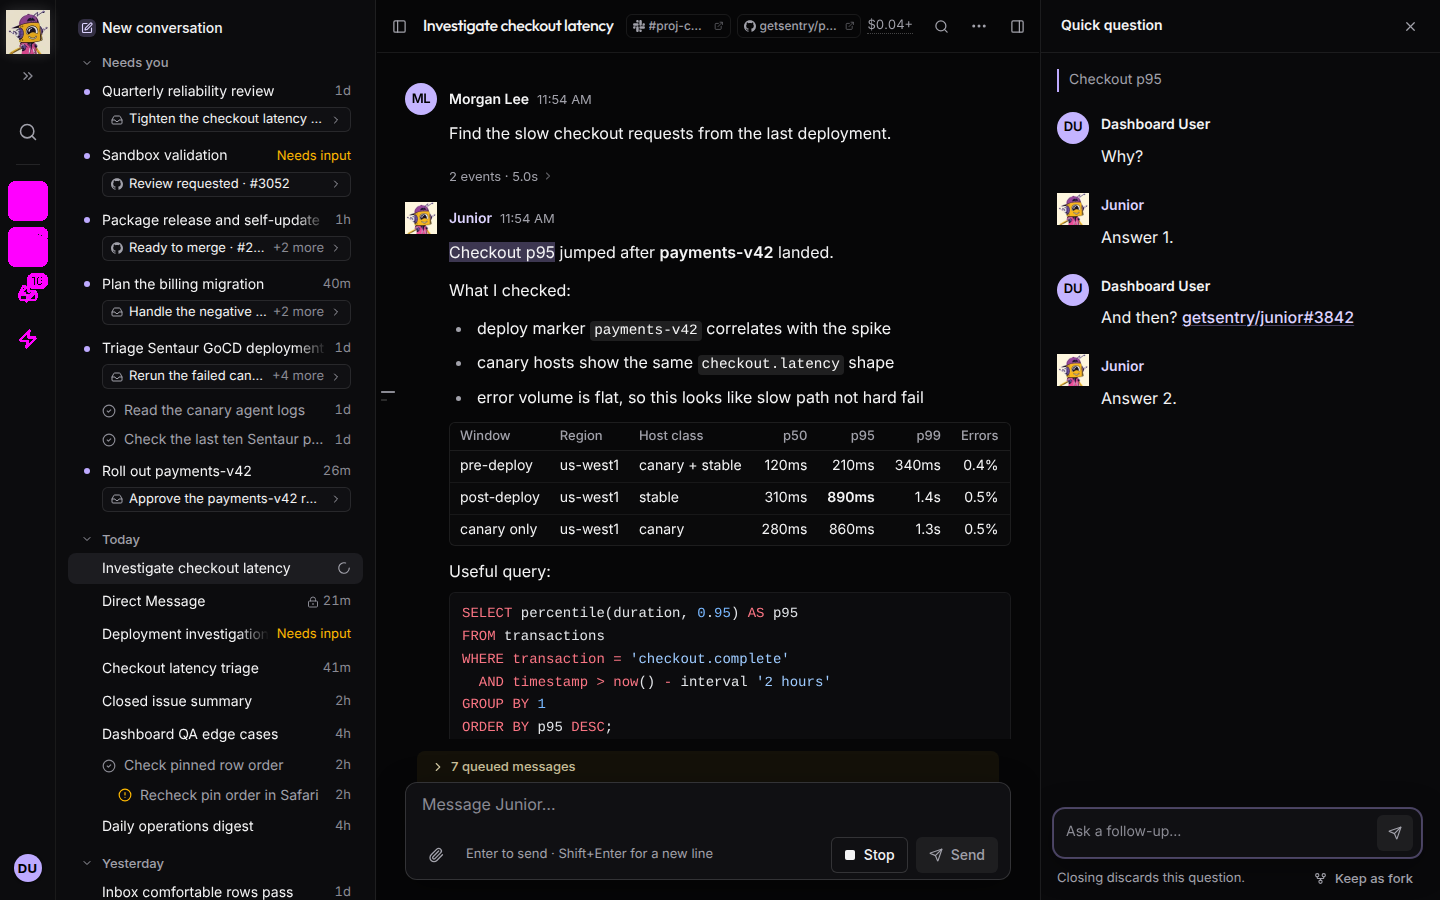 New conversation
Needs you
Quarterly reliability review 1d
Tighten the checkout latency ...
Sandbox validation Needs input
Review requested · #3052
Package release and self-update 1h
Ready to merge · #2... +2 more
Plan the billing migration 40m
Handle the negative ... +2 more
Triage Sentaur GoCD deployment 1d
Rerun the failed can... +4 more
Read the canary agent logs 1d
Check the last ten Sentaur p... 1d
Roll out payments-v42 26m
Approve the payments-v42 r...
Today
Investigate checkout latency
Direct Message 21m
Deployment investigation Needs input
Checkout latency triage 41m
Closed issue summary 2h
Dashboard QA edge cases 4h
Check pinned row order 2h
Recheck pin order in Safari 2h
Daily operations digest 4h
Yesterday
Inbox comfortable rows pass 1d
DU
Investigate checkout latency #proj-c... getsentry/p... $0.04+
ML Morgan Lee 11:54 AM
Find the slow checkout requests from the last deployment.
2 events · 5.0s
Junior 11:54 AM
Checkout p95 jumped after payments-v42 landed.
What I checked:
• deploy marker payments-v42 correlates with the spike
• canary hosts show the same checkout.latency shape
• error volume is flat, so this looks like slow path not hard fail
Window Region Host class p50 p95 p99 Errors
pre-deploy us-west1 canary + stable 120ms 210ms 340ms 0.4%
post-deploy us-west1 stable 310ms 890ms 1.4s 0.5%
canary only us-west1 canary 280ms 860ms 1.3s 0.5%
Useful query:
SELECT percentile(duration, 0.95) AS p95
FROM transactions
WHERE transaction = 'checkout.complete'
AND timestamp > now() - interval '2 hours'
GROUP BY 1
ORDER BY p95 DESC;
7 queued messages
Message Junior...
Enter to send · Shift+Enter for a new line
Stop
Send
Quick question
Checkout p95
DU Dashboard User
Why?
Junior
Answer 1.
DU Dashboard User
And then? getsentry/junior#3842
Junior
Answer 2.
Ask a follow-up...
Closing discards this question. Keep as fork